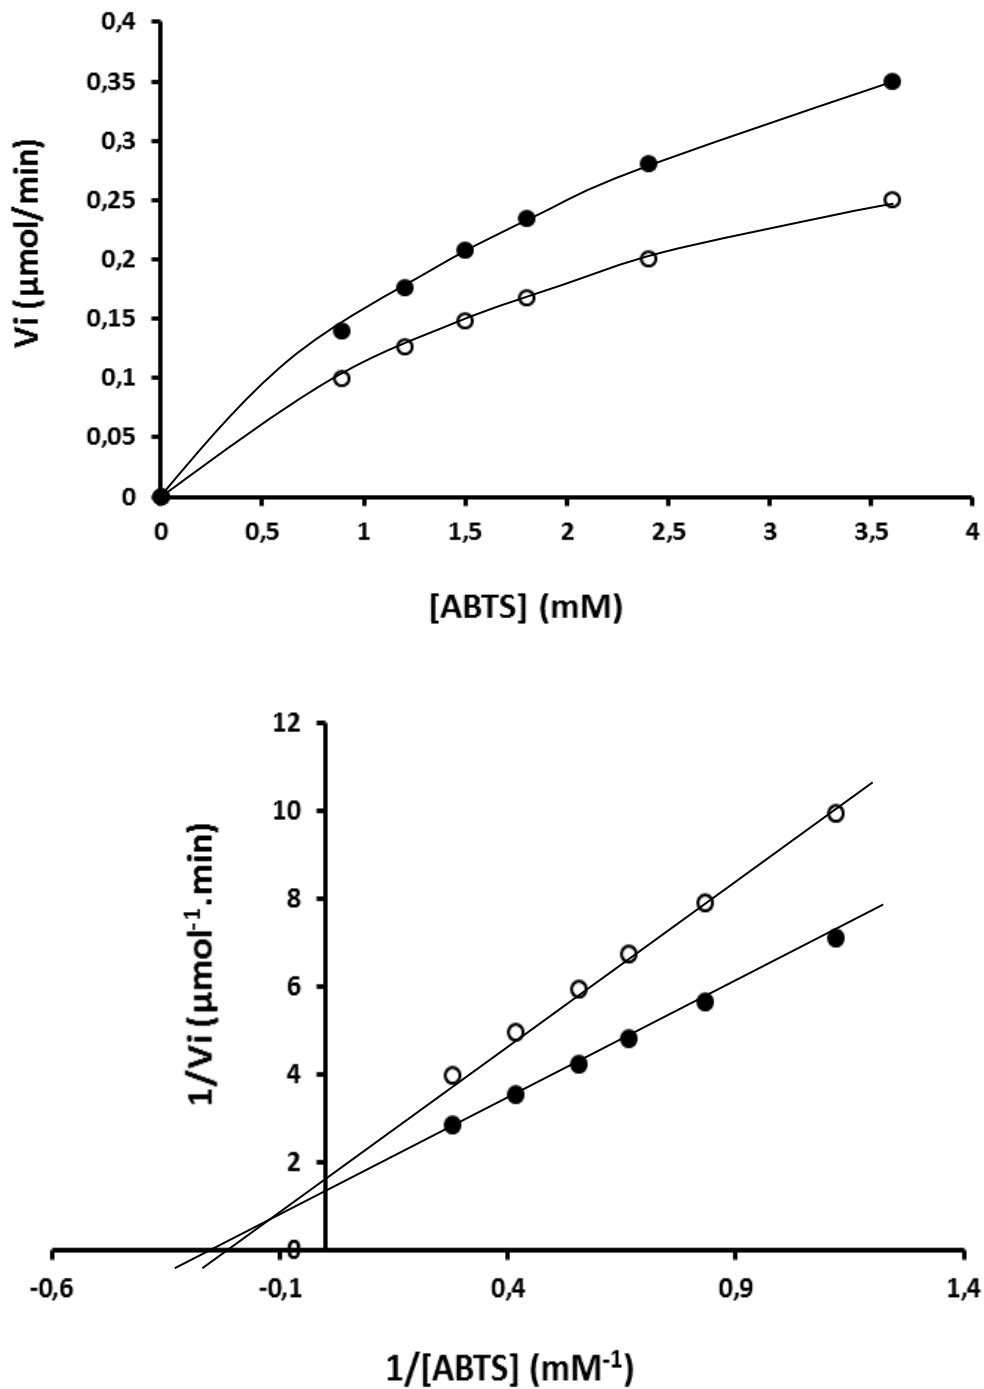 0,4
0,35
0,3
0,25
0,2
0,15
0,1
0,05
0
Vi (µmol/min)
0 0,5 1 1,5 2 2,5 3 3,5 4
[ABTS] (mM)
12
10
8
6
4
2
0
1/Vi (µmol⁻¹.min)
-0,6 -0,1 0,4 0,9 1,4
1/[ABTS] (mM⁻¹)